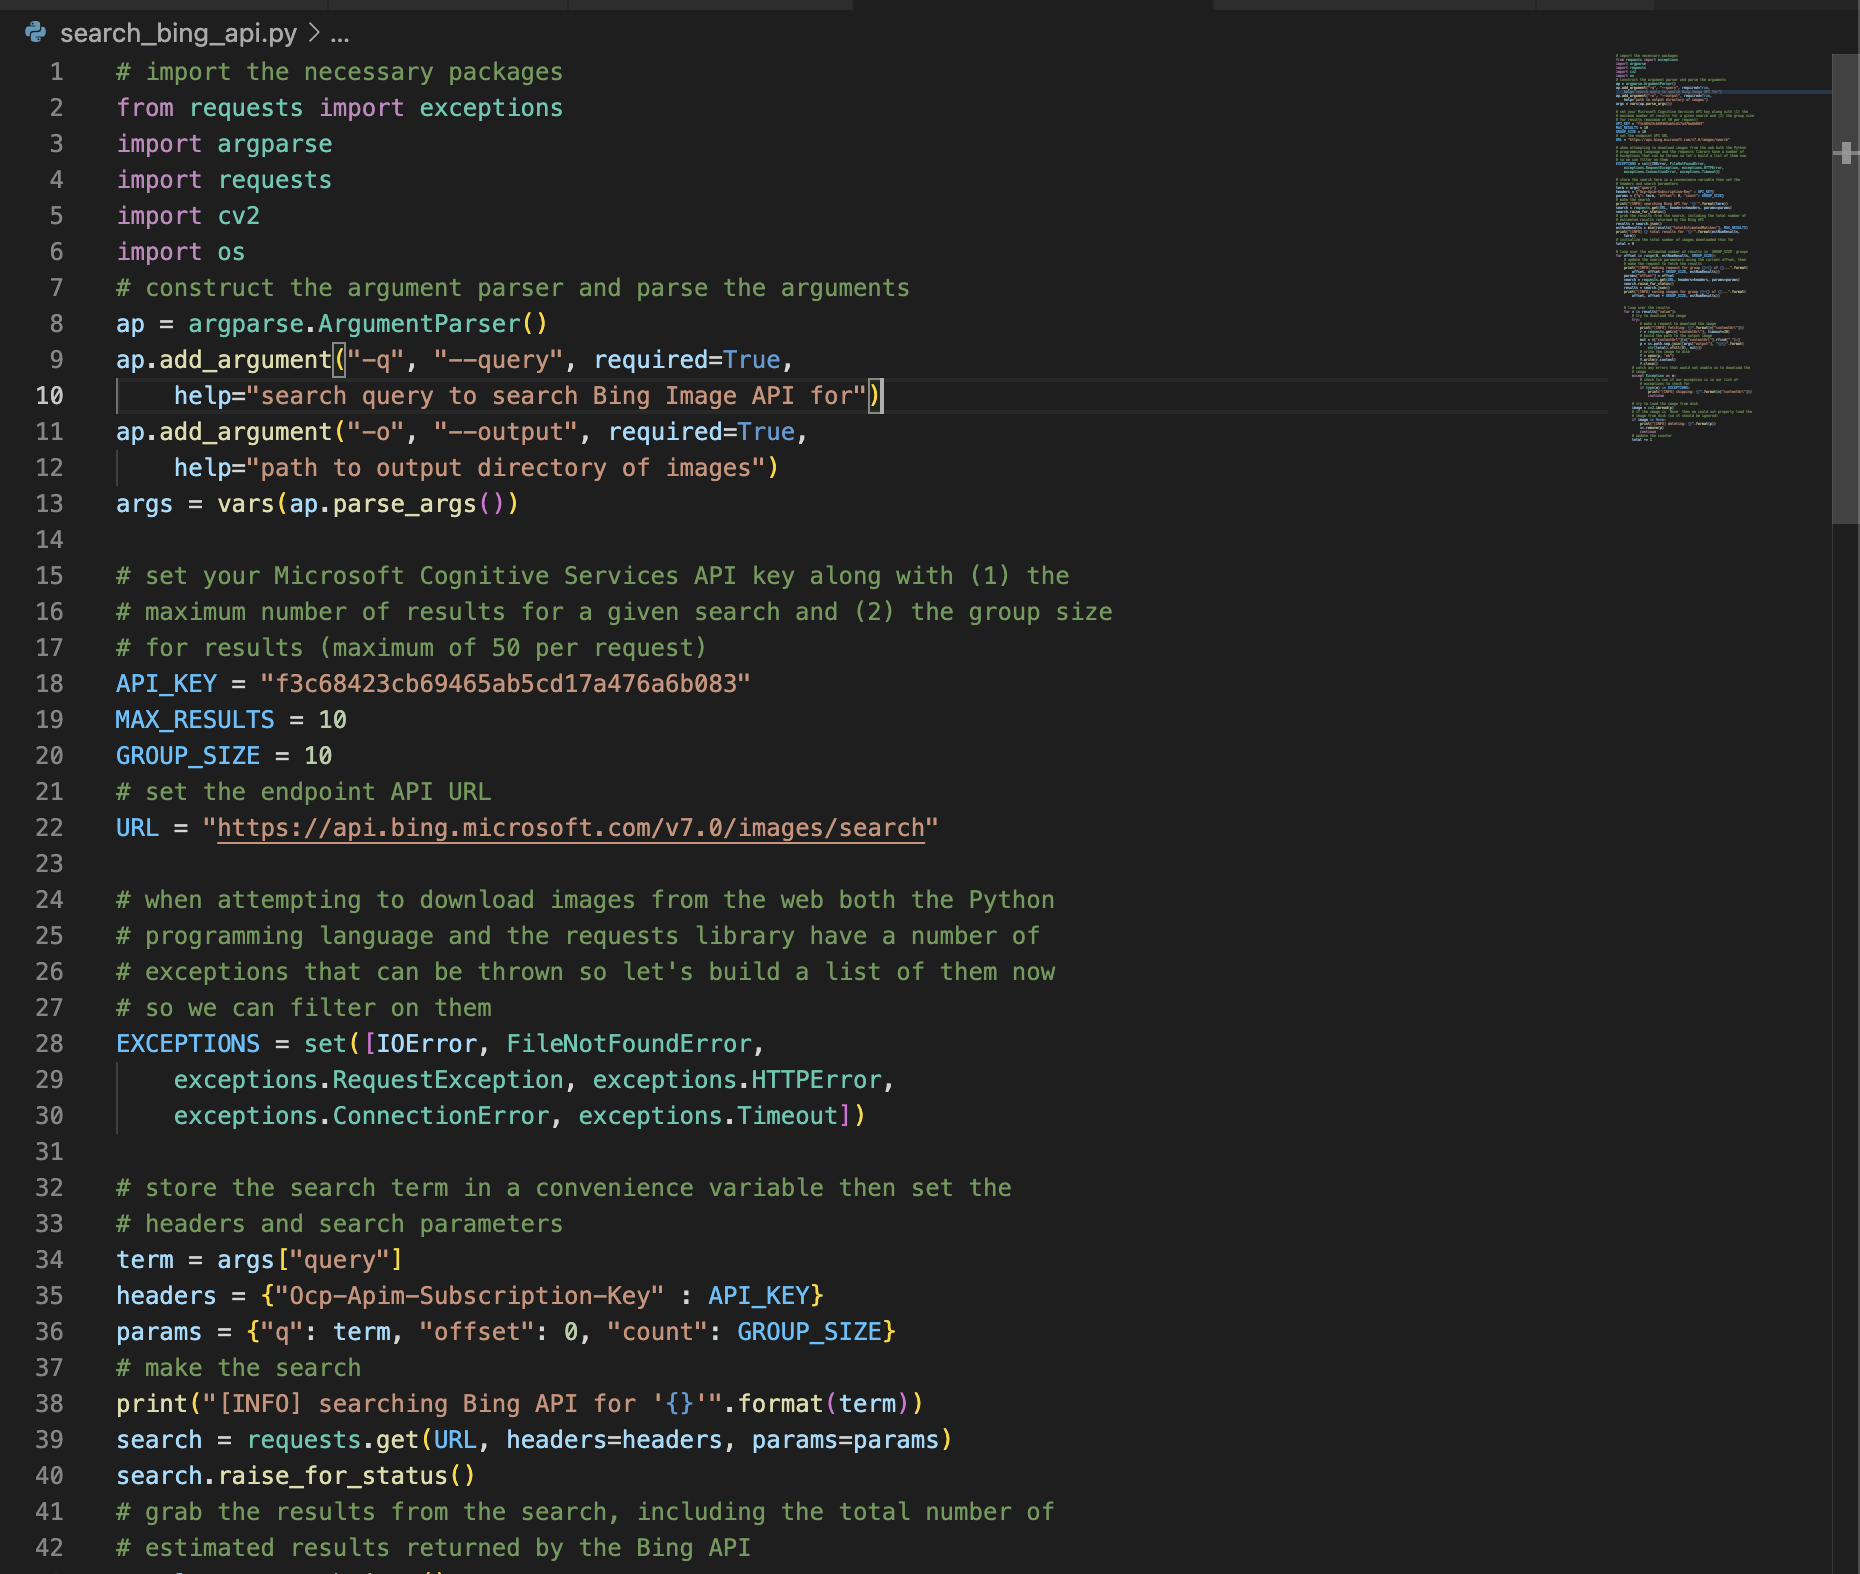 search_bing_api.py > ...
1 # import the necessary packages
2 from requests import exceptions
3 import argparse
4 import requests
5 import cv2
6 import os
7 # construct the argument parser and parse the arguments
8 ap = argparse.ArgumentParser()
9 ap.add_argument("-q", "--query", required=True,
10     help="search query to search Bing Image API for")
11 ap.add_argument("-o", "--output", required=True,
12     help="path to output directory of images")
13 args = vars(ap.parse_args())
14
15 # set your Microsoft Cognitive Services API key along with (1) the
16 # maximum number of results for a given search and (2) the group size
17 # for results (maximum of 50 per request)
18 API_KEY = "f3c68423cb69465ab5cd17a476a6b083"
19 MAX_RESULTS = 10
20 GROUP_SIZE = 10
21 # set the endpoint API URL
22 URL = "https://api.bing.microsoft.com/v7.0/images/search"
23
24 # when attempting to download images from the web both the Python
25 # programming language and the requests library have a number of
26 # exceptions that can be thrown so let's build a list of them now
27 # so we can filter on them
28 EXCEPTIONS = set([IOError, FileNotFoundError,
29     exceptions.RequestException, exceptions.HTTPError,
30     exceptions.ConnectionError, exceptions.Timeout])
31
32 # store the search term in a convenience variable then set the
33 # headers and search parameters
34 term = args["query"]
35 headers = {"Ocp-Apim-Subscription-Key" : API_KEY}
36 params = {"q": term, "offset": 0, "count": GROUP_SIZE}
37 # make the search
38 print("[INFO] searching Bing API for '{}'".format(term))
39 search = requests.get(URL, headers=headers, params=params)
40 search.raise_for_status()
41 # grab the results from the search, including the total number of
42 # estimated results returned by the Bing API